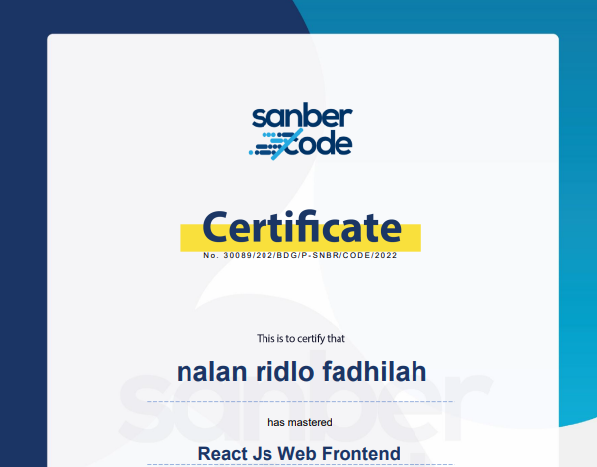 sanber
code
Certificate
No. 30089/202/BDG/P-SNBR/CODE/2022
This is to certify that
nalan ridlo fadhilah
has mastered
React Js Web Frontend